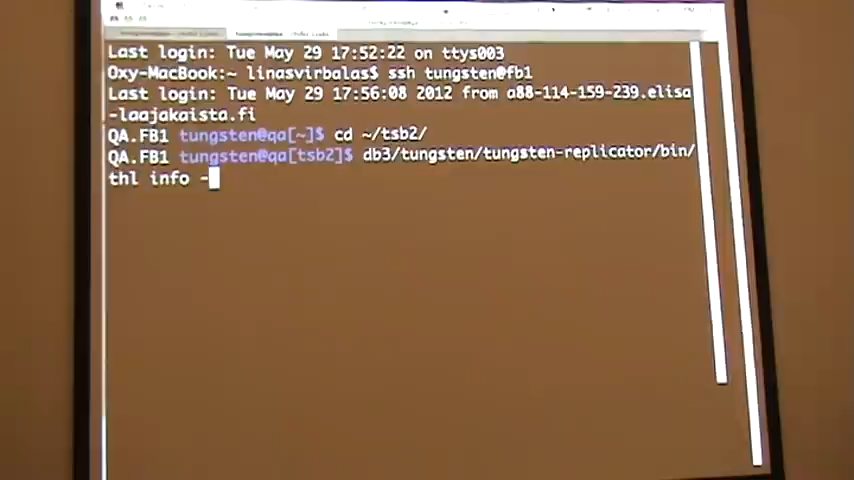 Last login: Tue May 29 17:52:22 on ttys003
Oxy-MacBook:~ linasvirbalas$ ssh tungsten@fb1
Last login: Tue May 29 17:56:08 2012 from a88-114-159-239.elisa
-laajakaista.fi
QA.FB1 tungsten@qa[~]$ cd ~/tsb2/
QA.FB1 tungsten@qa[tsb2]$ db3/tungsten/tungsten-replicator/bin/
thl info -